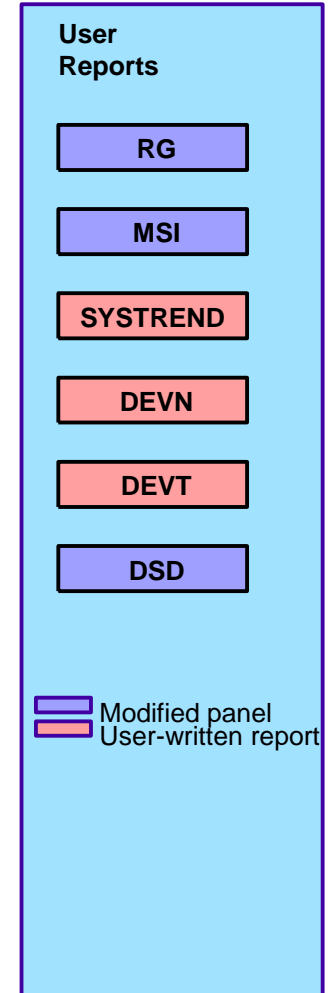 User
Reports
RG
MSI
SYSTREND
DEVN
DEVT
DSD
Modified panel
User-written report